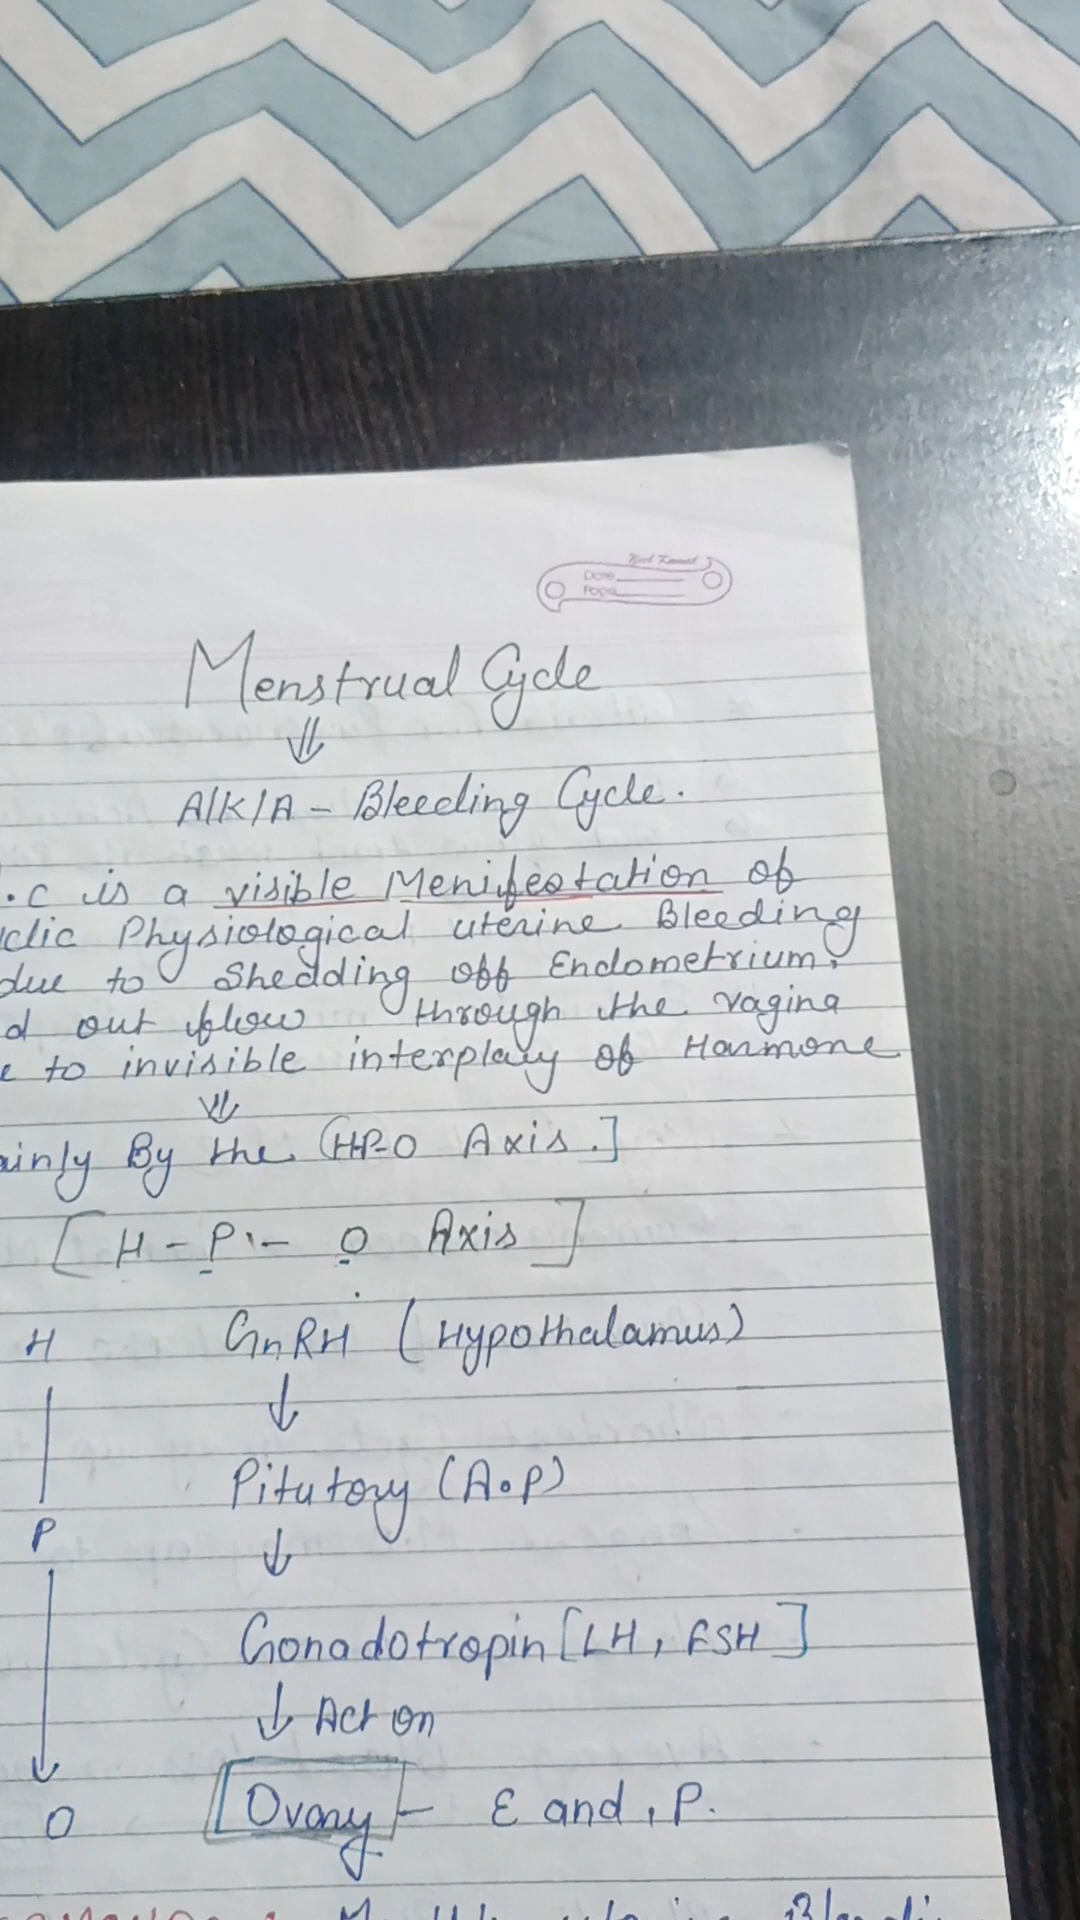 Date
Page
Menstrual Cycle
⇓
A/K/A - Bleeding Cycle.
.c is a visible Menifestation of
clic Physiological uterine Bleeding
due to Shedding off Endometrium,
d out flow through the vagina
e to invisible interplay of Harmone
⇓
ainly By the (HP-O Axis.]
[H - P - O Axis]
H GnRH (Hypothalamus)
↓
Pitutory (A.P)
P
↓
Gonadotropin [LH, FSH]
↓ Act on
O [Ovary] - E and, P.